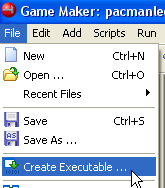 Game Maker: pacmanle
File Edit Add Scripts Run
New Ctrl+N
Open ... Ctrl+O
Recent Files
Save Ctrl+S
Save As ...
Create Executable ...